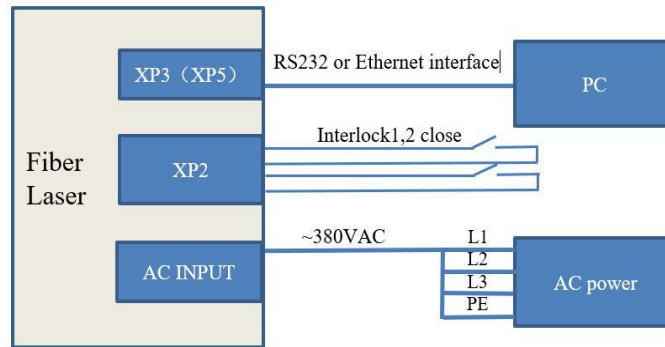 XP3（XP5）
RS232 or Ethernet interface
PC
Interlock1,2 close
XP2
Fiber
Laser
~380VAC
L1
L2
L3
PE
AC INPUT
AC power